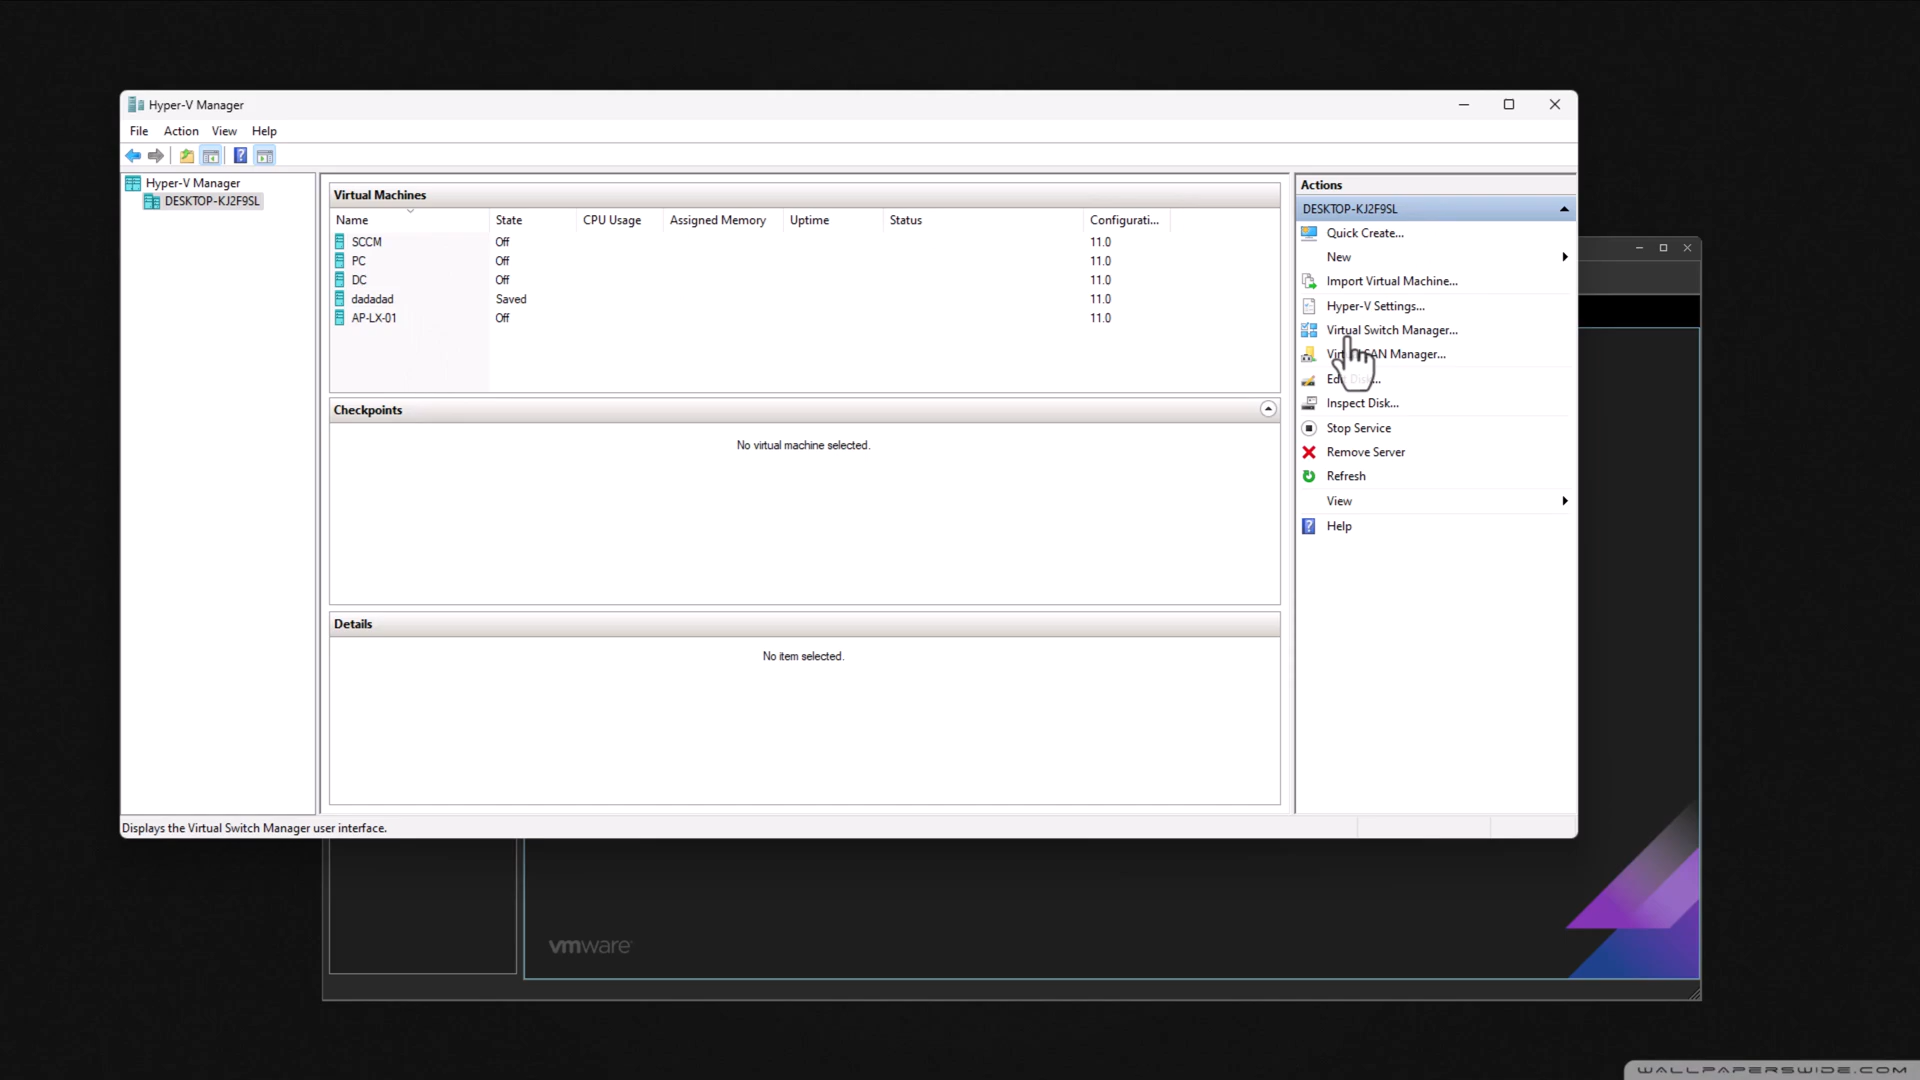 Hyper-V Manager
File Action View Help
Hyper-V Manager
DESKTOP-KJ2F9SL
Virtual Machines
Name State CPU Usage Assigned Memory Uptime Status Configurati...
SCCM Off 11.0
PC Off 11.0
DC Off 11.0
dadadad Saved 11.0
AP-LX-01 Off 11.0
Checkpoints
No virtual machine selected.
Details
No item selected.
Actions
DESKTOP-KJ2F9SL
Quick Create...
New
Import Virtual Machine...
Hyper-V Settings...
Virtual Switch Manager...
Virtual SAN Manager...
Edit Disk...
Inspect Disk...
Stop Service
Remove Server
Refresh
View
Help
Displays the Virtual Switch Manager user interface.
vmware
WALLPAPERSWIDE.COM